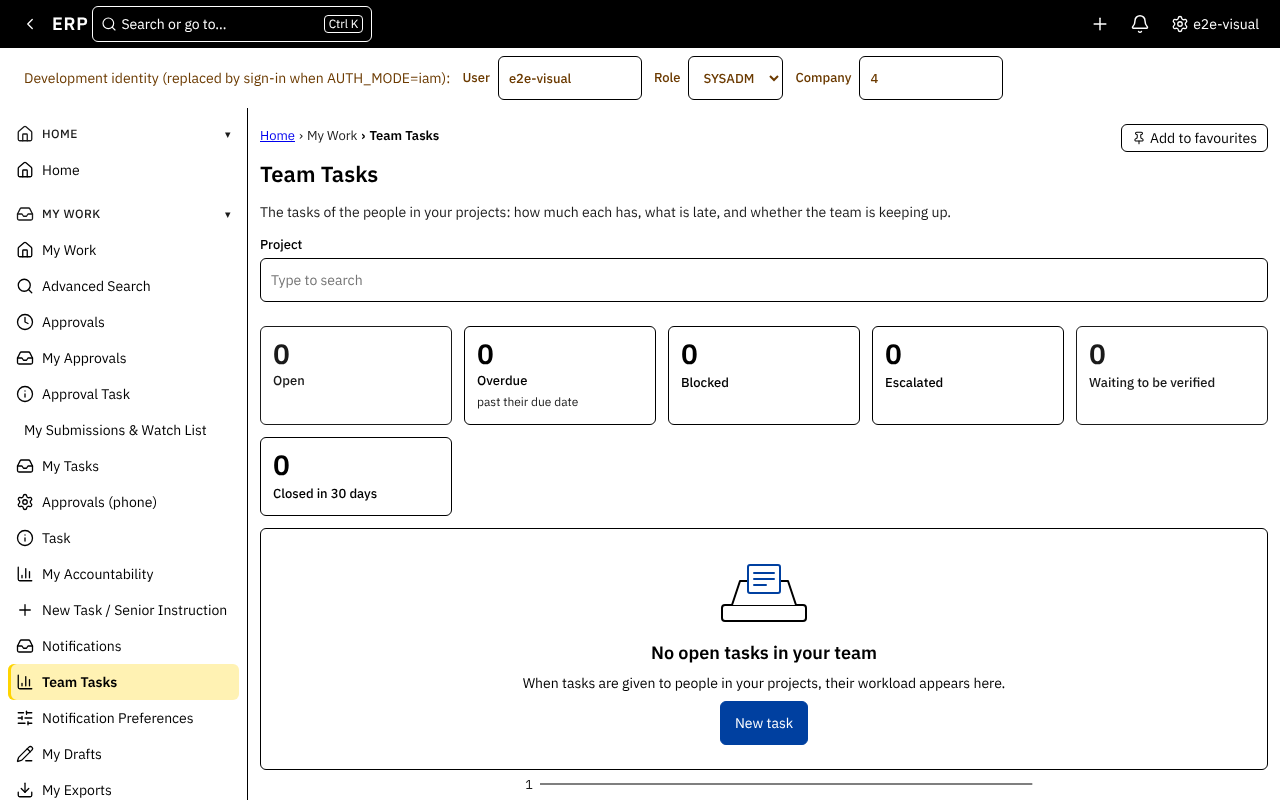 ERP
Search or go to...
Ctrl K
e2e-visual
Development identity (replaced by sign-in when AUTH_MODE=iam):
User
e2e-visual
Role
SYSADM
Company
4
HOME
Home
MY WORK
My Work
Advanced Search
Approvals
My Approvals
Approval Task
My Submissions & Watch List
My Tasks
Approvals (phone)
Task
My Accountability
New Task / Senior Instruction
Notifications
Team Tasks
Notification Preferences
My Drafts
My Exports
Home › My Work › Team Tasks
Add to favourites
Team Tasks
The tasks of the people in your projects: how much each has, what is late, and whether the team is keeping up.
Project
Type to search
0
Open
0
Overdue
past their due date
0
Blocked
0
Escalated
0
Waiting to be verified
0
Closed in 30 days
No open tasks in your team
When tasks are given to people in your projects, their workload appears here.
New task
1